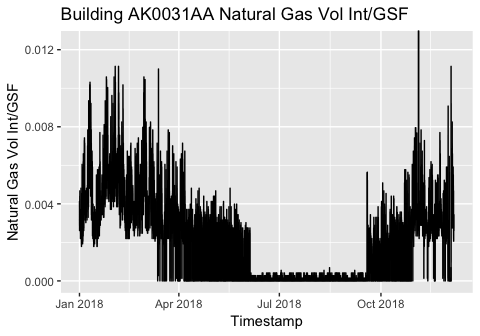 Building AK0031AA Natural Gas Vol Int/GSF
Natural Gas Vol Int/GSF
0.012
0.008
0.004
0.000
Jan 2018
Apr 2018
Jul 2018
Oct 2018
Timestamp